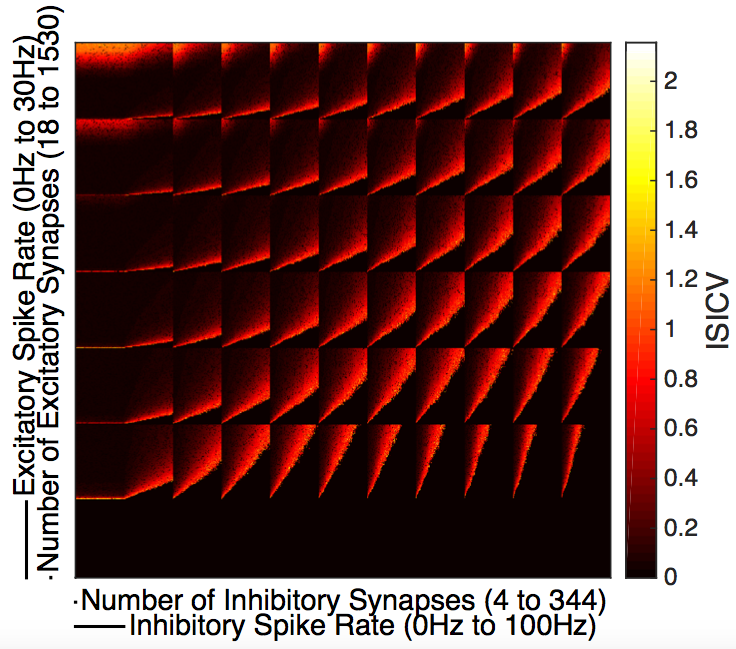 Excitatory Spike Rate (0Hz to 30Hz)
·Number of Excitatory Synapses (18 to 1530)
2
1.8
1.6
1.4
1.2
1
0.8
0.6
0.4
0.2
0
ISICV
·Number of Inhibitory Synapses (4 to 344)
Inhibitory Spike Rate (0Hz to 100Hz)